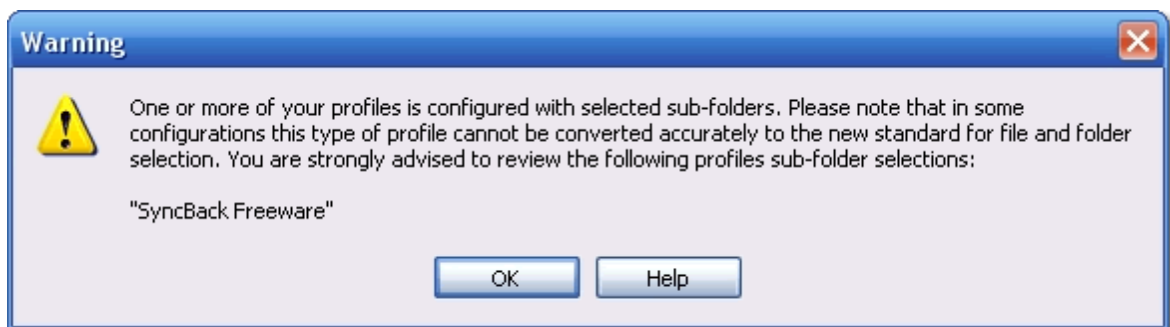 Warning
One or more of your profiles is configured with selected sub-folders. Please note that in some
configurations this type of profile cannot be converted accurately to the new standard for file and folder
selection. You are strongly advised to review the following profiles sub-folder selections:
"SyncBack Freeware"
OK Help